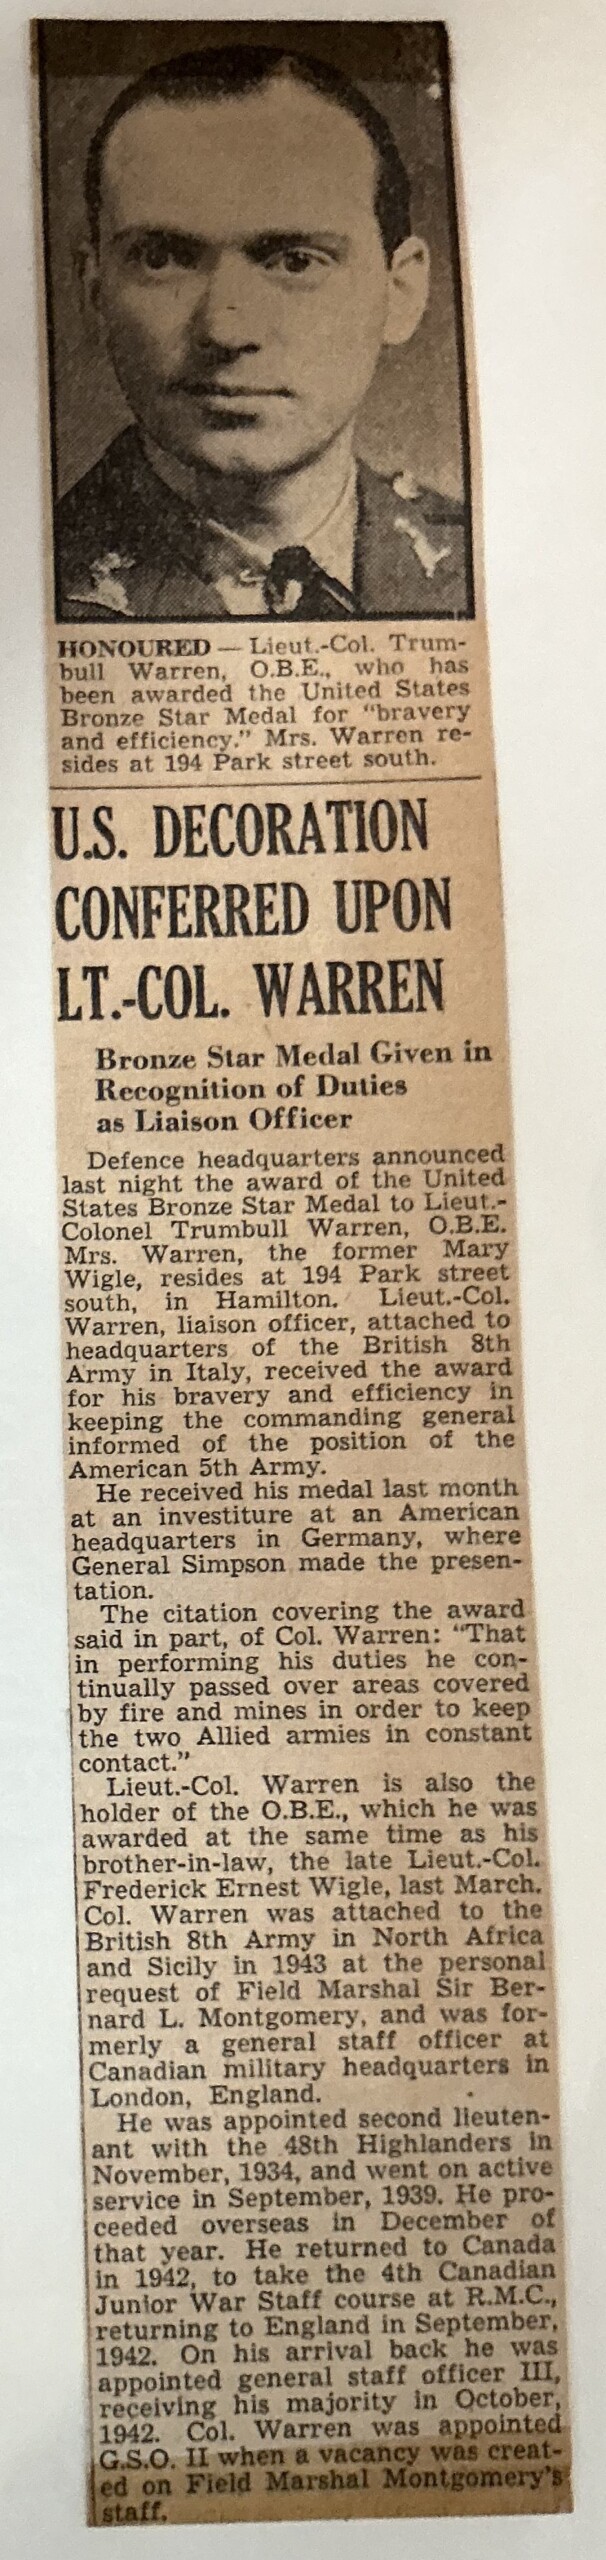 HONOURED — Lieut.-Col. Trum-
bull Warren, O.B.E., who has
been awarded the United States
Bronze Star Medal for "bravery
and efficiency." Mrs. Warren re-
sides at 194 Park street south.
U.S. DECORATION
CONFERRED UPON
LT.-COL. WARREN
Bronze Star Medal Given in
Recognition of Duties
as Liaison Officer
Defence headquarters announced
last night the award of the United
States Bronze Star Medal to Lieut.-
Colonel Trumbull Warren, O.B.E.
Mrs. Warren, the former Mary
Wigle, resides at 194 Park street
south, in Hamilton. Lieut.-Col.
Warren, liaison officer, attached to
headquarters of the British 8th
Army in Italy, received the award
for his bravery and efficiency in
keeping the commanding general
informed of the position of the
American 5th Army.
He received his medal last month
at an investiture at an American
headquarters in Germany, where
General Simpson made the presen-
tation.
The citation covering the award
said in part, of Col. Warren: "That
in performing his duties he con-
tinually passed over areas covered
by fire and mines in order to keep
the two Allied armies in constant
contact."
Lieut.-Col. Warren is also the
holder of the O.B.E., which he was
awarded at the same time as his
brother-in-law, the late Lieut.-Col.
Frederick Ernest Wigle, last March.
Col. Warren was attached to the
British 8th Army in North Africa
and Sicily in 1943 at the personal
request of Field Marshal Sir Ber-
nard L. Montgomery, and was for-
merly a general staff officer at
Canadian military headquarters in
London, England.
He was appointed second lieuten-
ant with the 48th Highlanders in
November, 1934, and went on active
service in September, 1939. He pro-
ceeded overseas in December of
that year. He returned to Canada
in 1942, to take the 4th Canadian
Junior War Staff course at R.M.C.,
returning to England in September,
1942. On his arrival back he was
appointed general staff officer III,
receiving his majority in October,
1942. Col. Warren was appointed
G.S.O. II when a vacancy was creat-
ed on Field Marshal Montgomery's
staff.